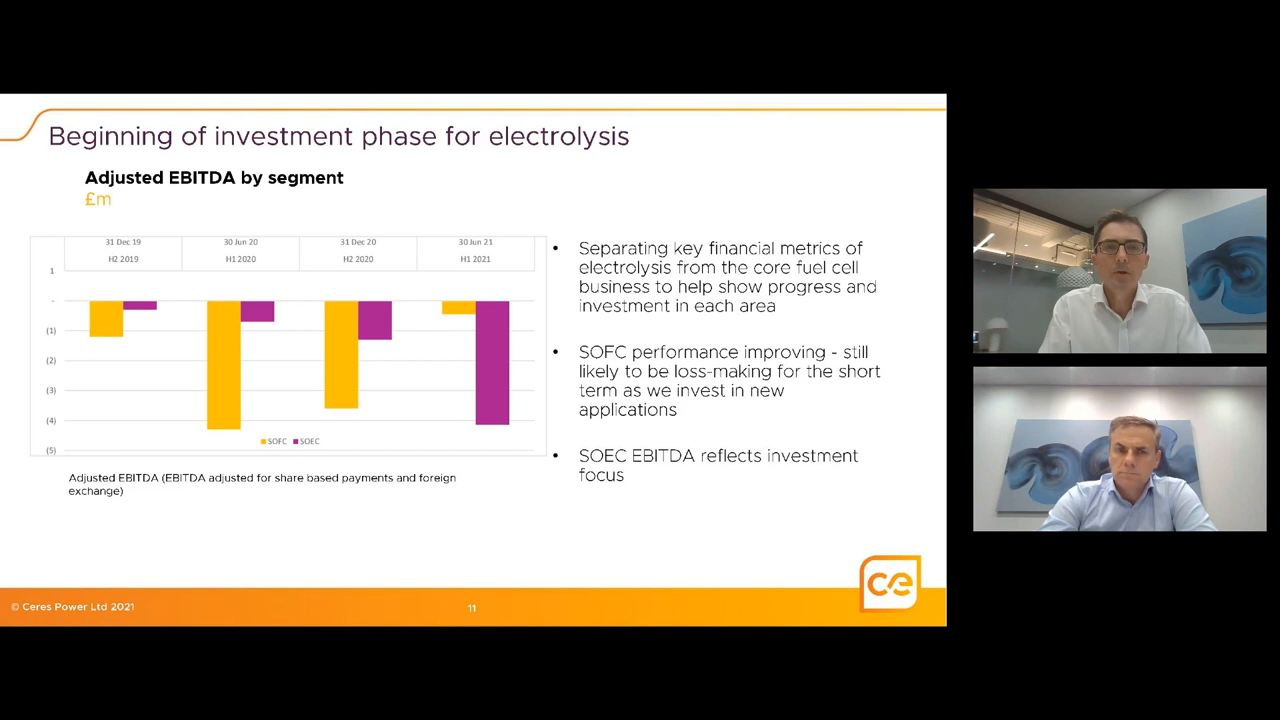 Beginning of investment phase for electrolysis
Adjusted EBITDA by segment
£m
31 Dec 19 30 Jun 20 31 Dec 20 30 Jun 21
H2 2019 H1 2020 H2 2020 H1 2021
1
-
(1)
(2)
(3)
(4)
(5)
SOFC SOEC
Adjusted EBITDA (EBITDA adjusted for share based payments and foreign
exchange)
• Separating key financial metrics of
electrolysis from the core fuel cell
business to help show progress and
investment in each area
• SOFC performance improving - still
likely to be loss-making for the short
term as we invest in new
applications
• SOEC EBITDA reflects investment
focus
© Ceres Power Ltd 2021
11
ce